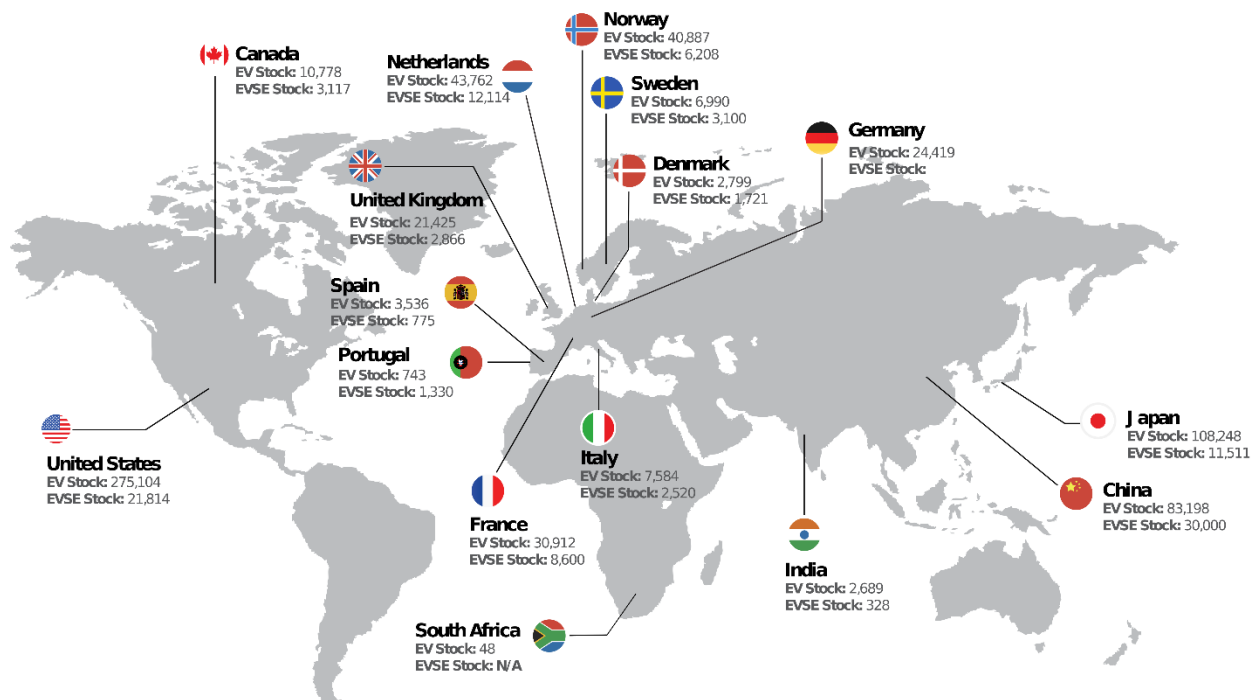 Norway
EV Stock: 40,887
EVSE Stock: 6,208
Canada
EV Stock: 10,778
EVSE Stock: 3,117
Netherlands
EV Stock: 43,762
EVSE Stock: 12,114
Sweden
EV Stock: 6,990
EVSE Stock: 3,100
Germany
EV Stock: 24,419
EVSE Stock:
Denmark
EV Stock: 2,799
EVSE Stock: 1,721
United Kingdom
EV Stock: 21,425
EVSE Stock: 2,866
Spain
EV Stock: 3,536
EVSE Stock: 775
Portugal
EV Stock: 743
EVSE Stock: 1,330
United States
EV Stock: 275,104
EVSE Stock: 21,814
Italy
EV Stock: 7,584
EVSE Stock: 2,520
Japan
EV Stock: 108,248
EVSE Stock: 11,511
China
EV Stock: 83,198
EVSE Stock: 30,000
France
EV Stock: 30,912
EVSE Stock: 8,600
India
EV Stock: 2,689
EVSE Stock: 328
South Africa
EV Stock: 48
EVSE Stock: N/A